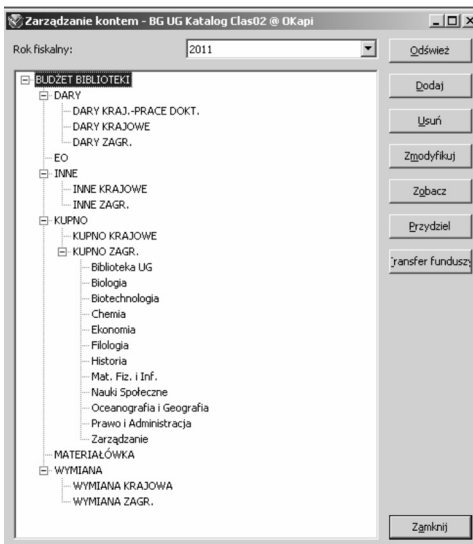 Zarządzanie kontem - BG UG Katalog Clas02 @ OKapi
Rok fiskalny: 2011
Odśwież
BUDŻET BIBLIOTEKI
DARY
Dodaj
DARY KRAJ.-PRACE DOKT.
DARY KRAJOWE
Usuń
DARY ZAGR.
EO
Zmodyfikuj
INNE
INNE KRAJOWE
Zobacz
INNE ZAGR.
KUPNO
Przydziel
KUPNO KRAJOWE
KUPNO ZAGR.
ransfer funduszy
Biblioteka UG
Biologia
Biotechnologia
Chemia
Ekonomia
Filologia
Historia
Mat. Fiz. i Inf.
Nauki Społeczne
Oceanografia i Geografia
Prawo i Administracja
Zarządzanie
MATERIAŁÓWKA
WYMIANA
WYMIANA KRAJOWA
WYMIANA ZAGR.
Zamknij